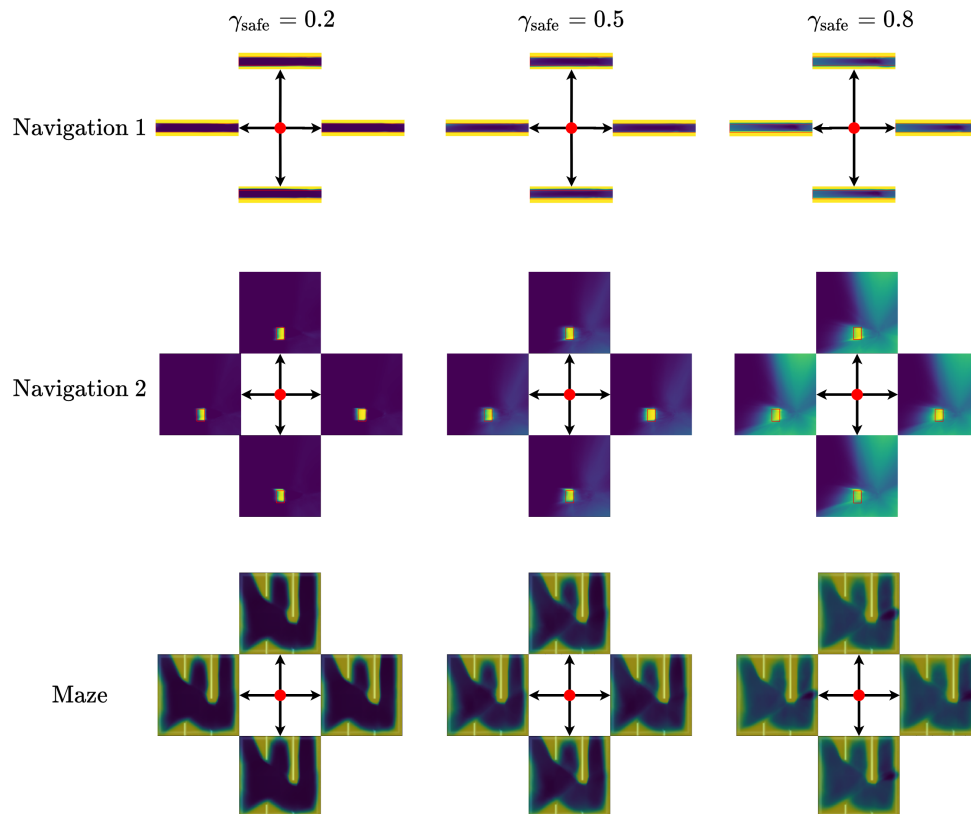 γsafe = 0.2
γsafe = 0.5
γsafe = 0.8
Navigation 1
Navigation 2
Maze